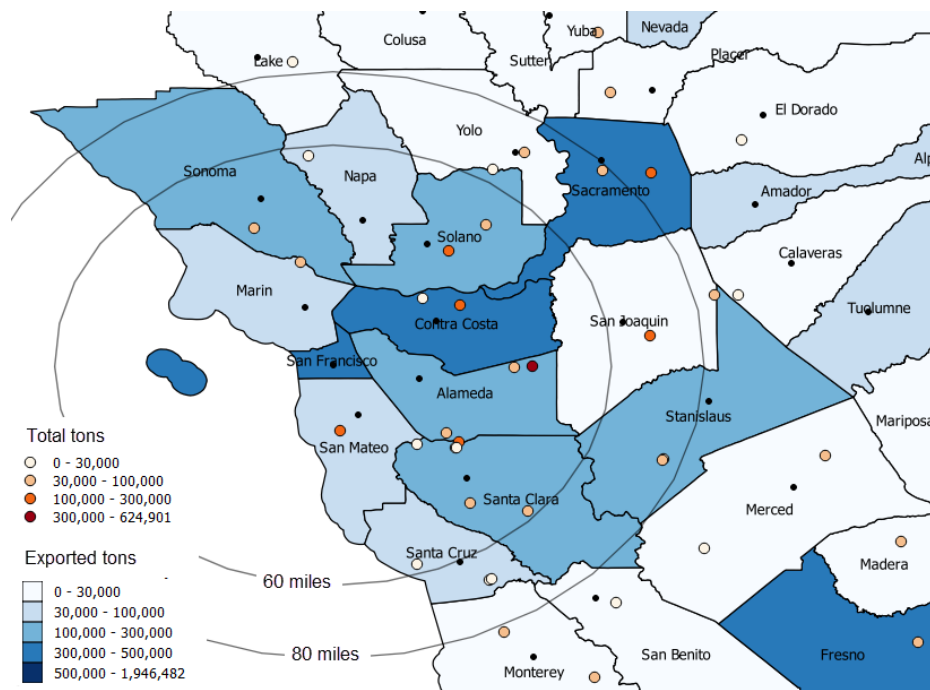 Nevada
Yuba
Colusa
Placer
Lake
Sutter
El Dorado
Yolo
Sonoma
Napa
Sacramento
Alp
Amador
Solano
Calaveras
Marin
Tuolumne
Contra Costa
San Joaquin
San Francisco
Alameda
Stanislaus
Mariposa
San Mateo
Santa Clara
Merced
Santa Cruz
Madera
60 miles
80 miles
San Benito
Fresno
Monterey
Total tons
0 - 30,000
30,000 - 100,000
100,000 - 300,000
300,000 - 624,901
Exported tons
0 - 30,000
30,000 - 100,000
100,000 - 300,000
300,000 - 500,000
500,000 - 1,946,482